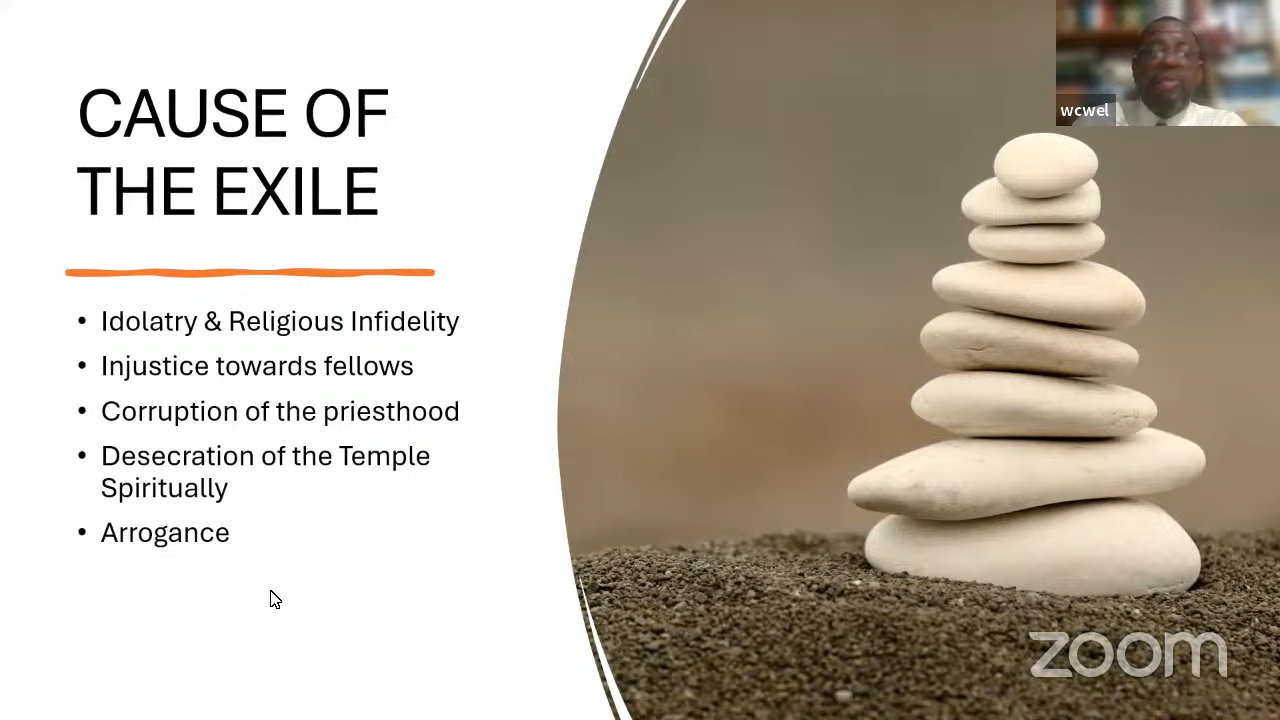 CAUSE OF
THE EXILE
• Idolatry & Religious Infidelity
• Injustice towards fellows
• Corruption of the priesthood
• Desecration of the Temple
Spiritually
• Arrogance
wcwel
zoom